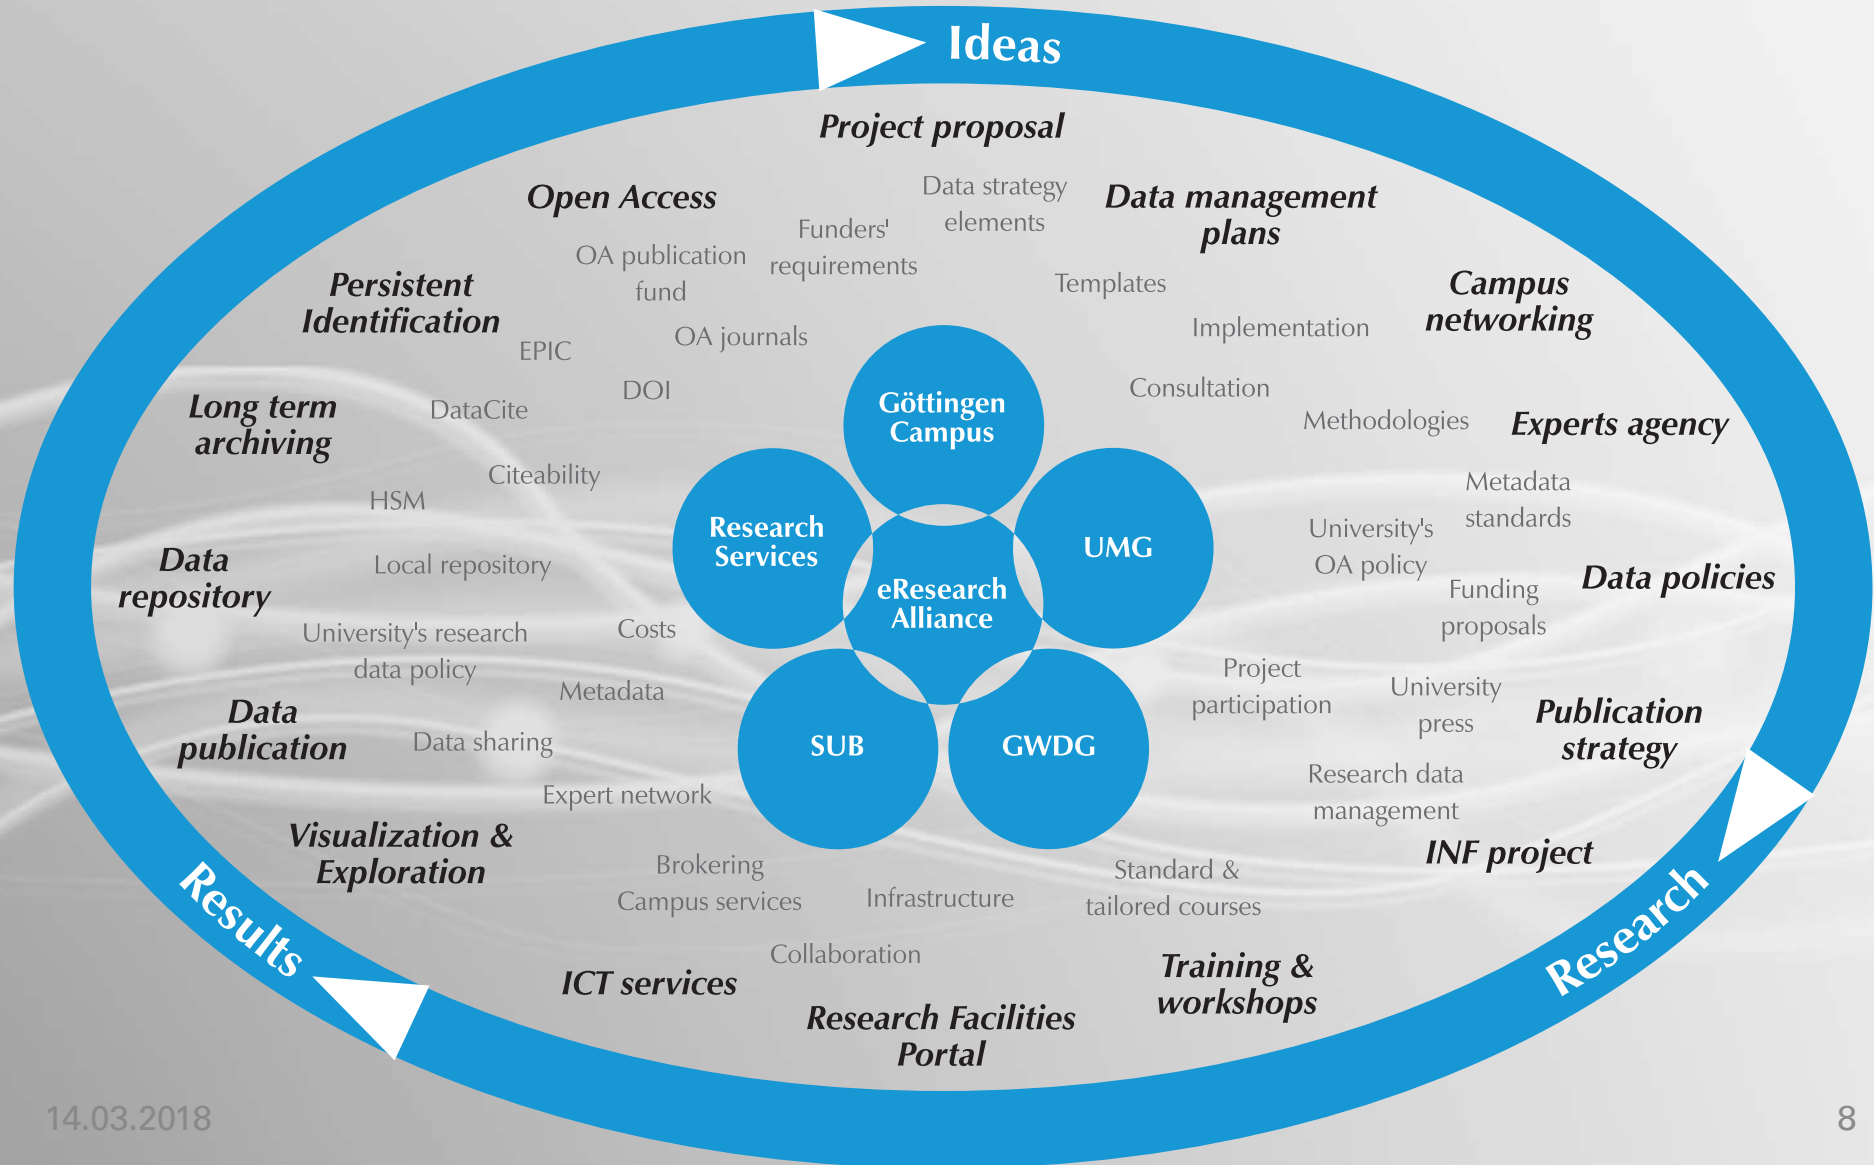 Ideas
Project proposal
Open Access
Data strategy
elements
Data management
plans
Funders'
requirements
OA publication
fund
Persistent
Identification
Templates
Campus
networking
Implementation
OA journals
EPIC
DOI
Consultation
Long term
archiving
DataCite
Göttingen
Campus
Methodologies
Experts agency
Citeability
HSM
Metadata
standards
Research
Services
UMG
University's
OA policy
Data
repository
Local repository
eResearch
Alliance
Funding
proposals
Data policies
University's research
data policy
Costs
Metadata
Project
participation
University
press
Publication
strategy
Data
publication
Data sharing
SUB
GWDG
Expert network
Research data
management
Visualization &
Exploration
INF project
Brokering
Campus services
Infrastructure
Standard &
tailored courses
Results
Research
Collaboration
ICT services
Training &
workshops
Research Facilities
Portal
14.03.2018
8